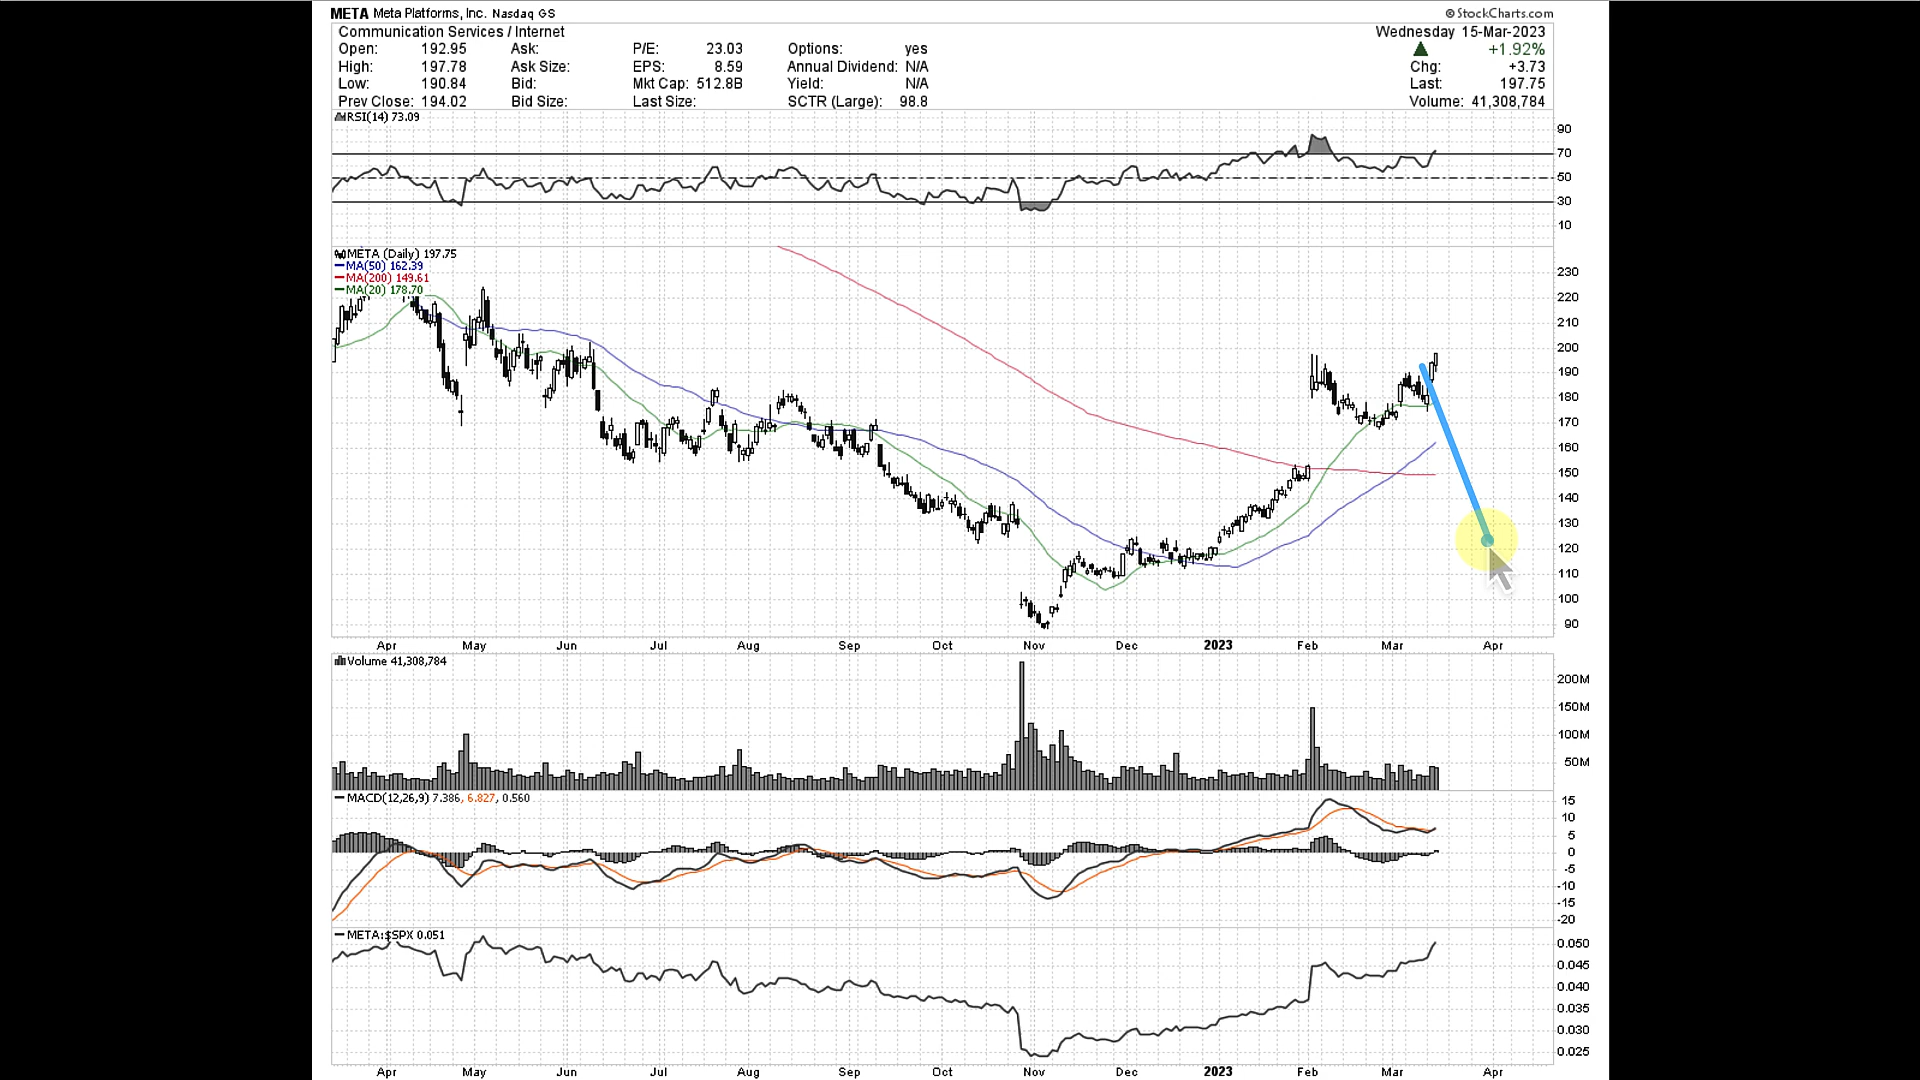 META Meta Platforms, Inc. Nasdaq GS © StockCharts.com
Communication Services / Internet Wednesday 15-Mar-2023
Open: 192.95 Ask: P/E: 23.03 Options: yes ▲ +1.92%
High: 197.78 Ask Size: EPS: 8.59 Annual Dividend: N/A Chg: +3.73
Low: 190.84 Bid: Mkt Cap: 512.8B Yield: N/A Last: 197.75
Prev Close: 194.02 Bid Size: Last Size: SCTR (Large): 98.8 Volume: 41,308,784
RSI(14) 73.09
90
70
50
30
10
META (Daily) 197.75
MA(50) 162.39
MA(200) 149.61
MA(20) 178.70
230
220
210
200
190
180
170
160
150
140
130
120
110
100
90
Apr May Jun Jul Aug Sep Oct Nov Dec 2023 Feb Mar Apr
Volume 41,308,784
200M
150M
100M
50M
MACD(12,26,9) 7.386, 6.827, 0.560
15
10
5
0
-5
-10
-15
-20
META:$SPX 0.051
0.050
0.045
0.040
0.035
0.030
0.025
Apr May Jun Jul Aug Sep Oct Nov Dec 2023 Feb Mar Apr